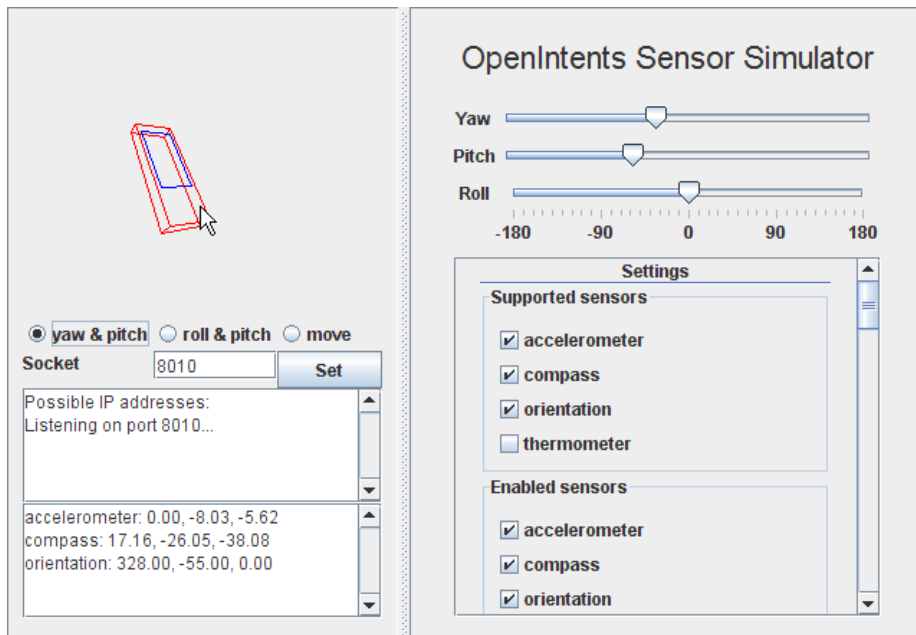 yaw & pitch roll & pitch move
Socket 8010 Set
Possible IP addresses:
Listening on port 8010...
accelerometer: 0.00, -8.03, -5.62
compass: 17.16, -26.05, -38.08
orientation: 328.00, -55.00, 0.00
OpenIntents Sensor Simulator
Yaw
Pitch
Roll
-180 -90 0 90 180
Settings
Supported sensors
accelerometer
compass
orientation
thermometer
Enabled sensors
accelerometer
compass
orientation